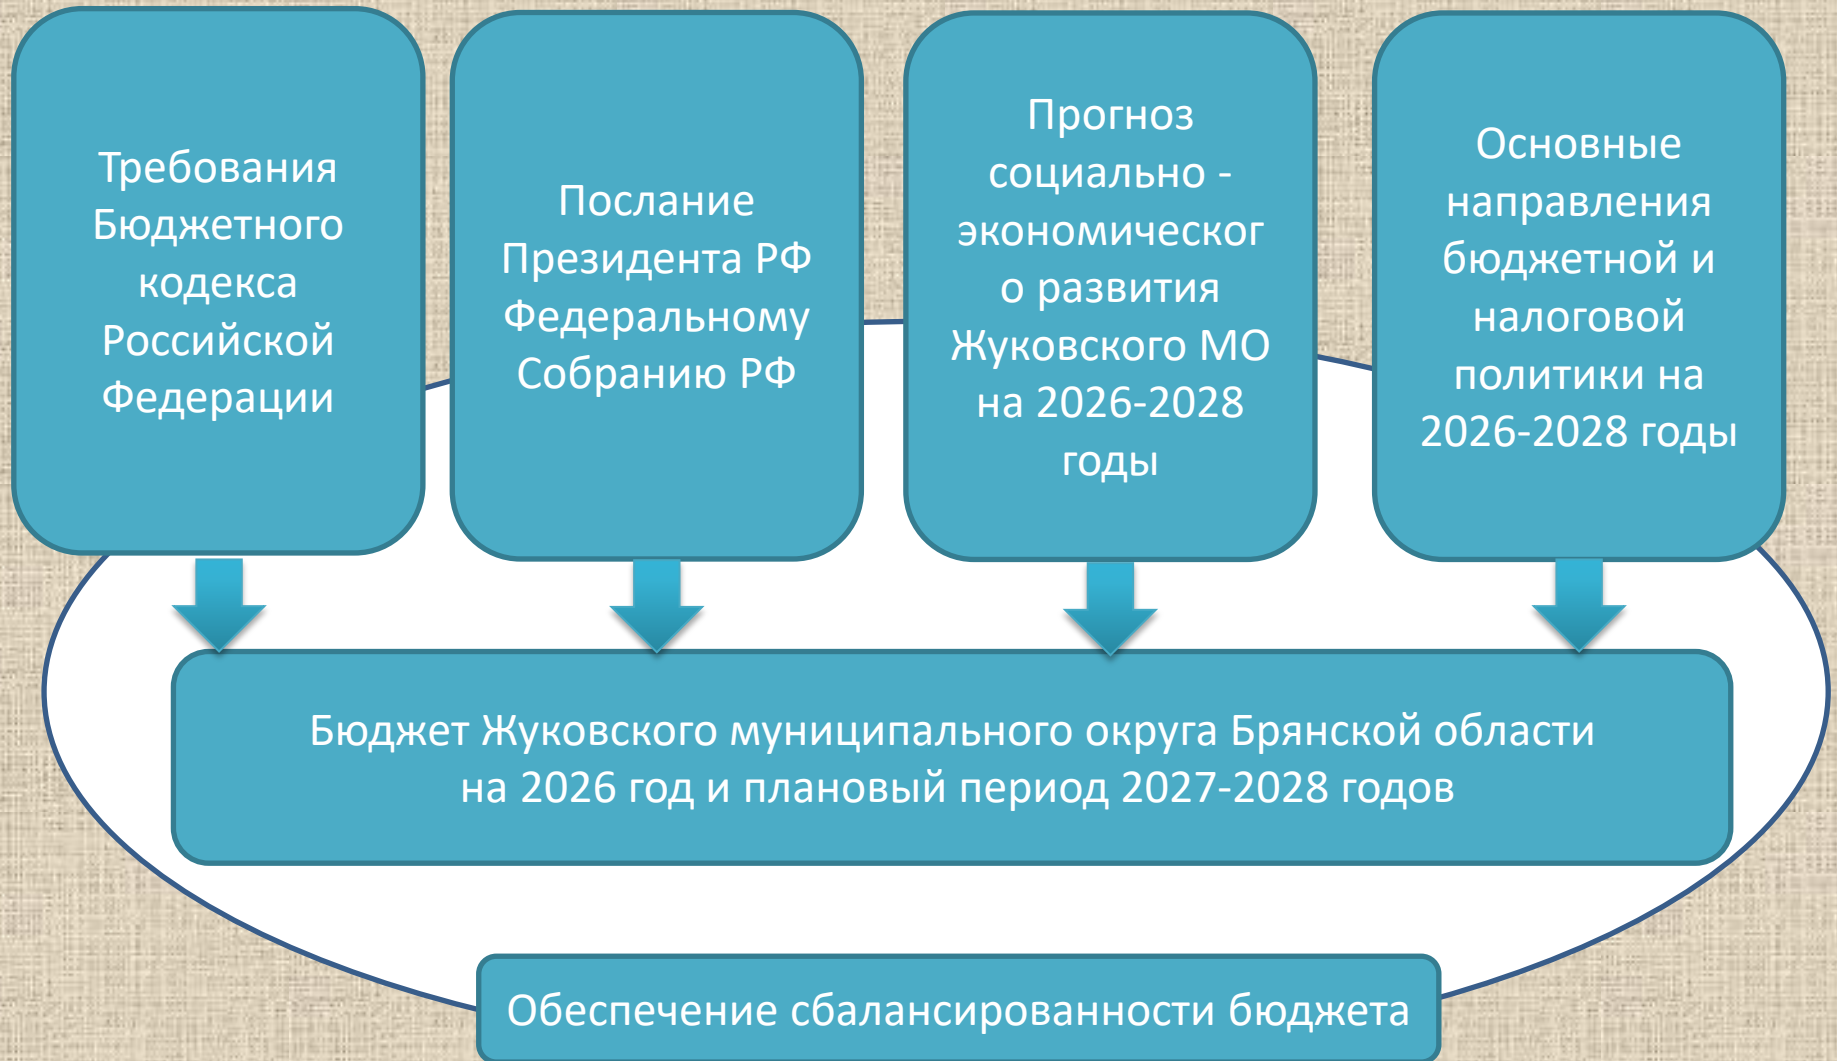 Требования
Бюджетного
кодекса
Российской
Федерации
Послание
Президента РФ
Федеральному
Собранию РФ
Прогноз
социально -
экономическог
о развития
Жуковского МО
на 2026-2028
годы
Основные
направления
бюджетной и
налоговой
политики на
2026-2028 годы
Бюджет Жуковского муниципального округа Брянской области
на 2026 год и плановый период 2027-2028 годов
Обеспечение сбалансированности бюджета